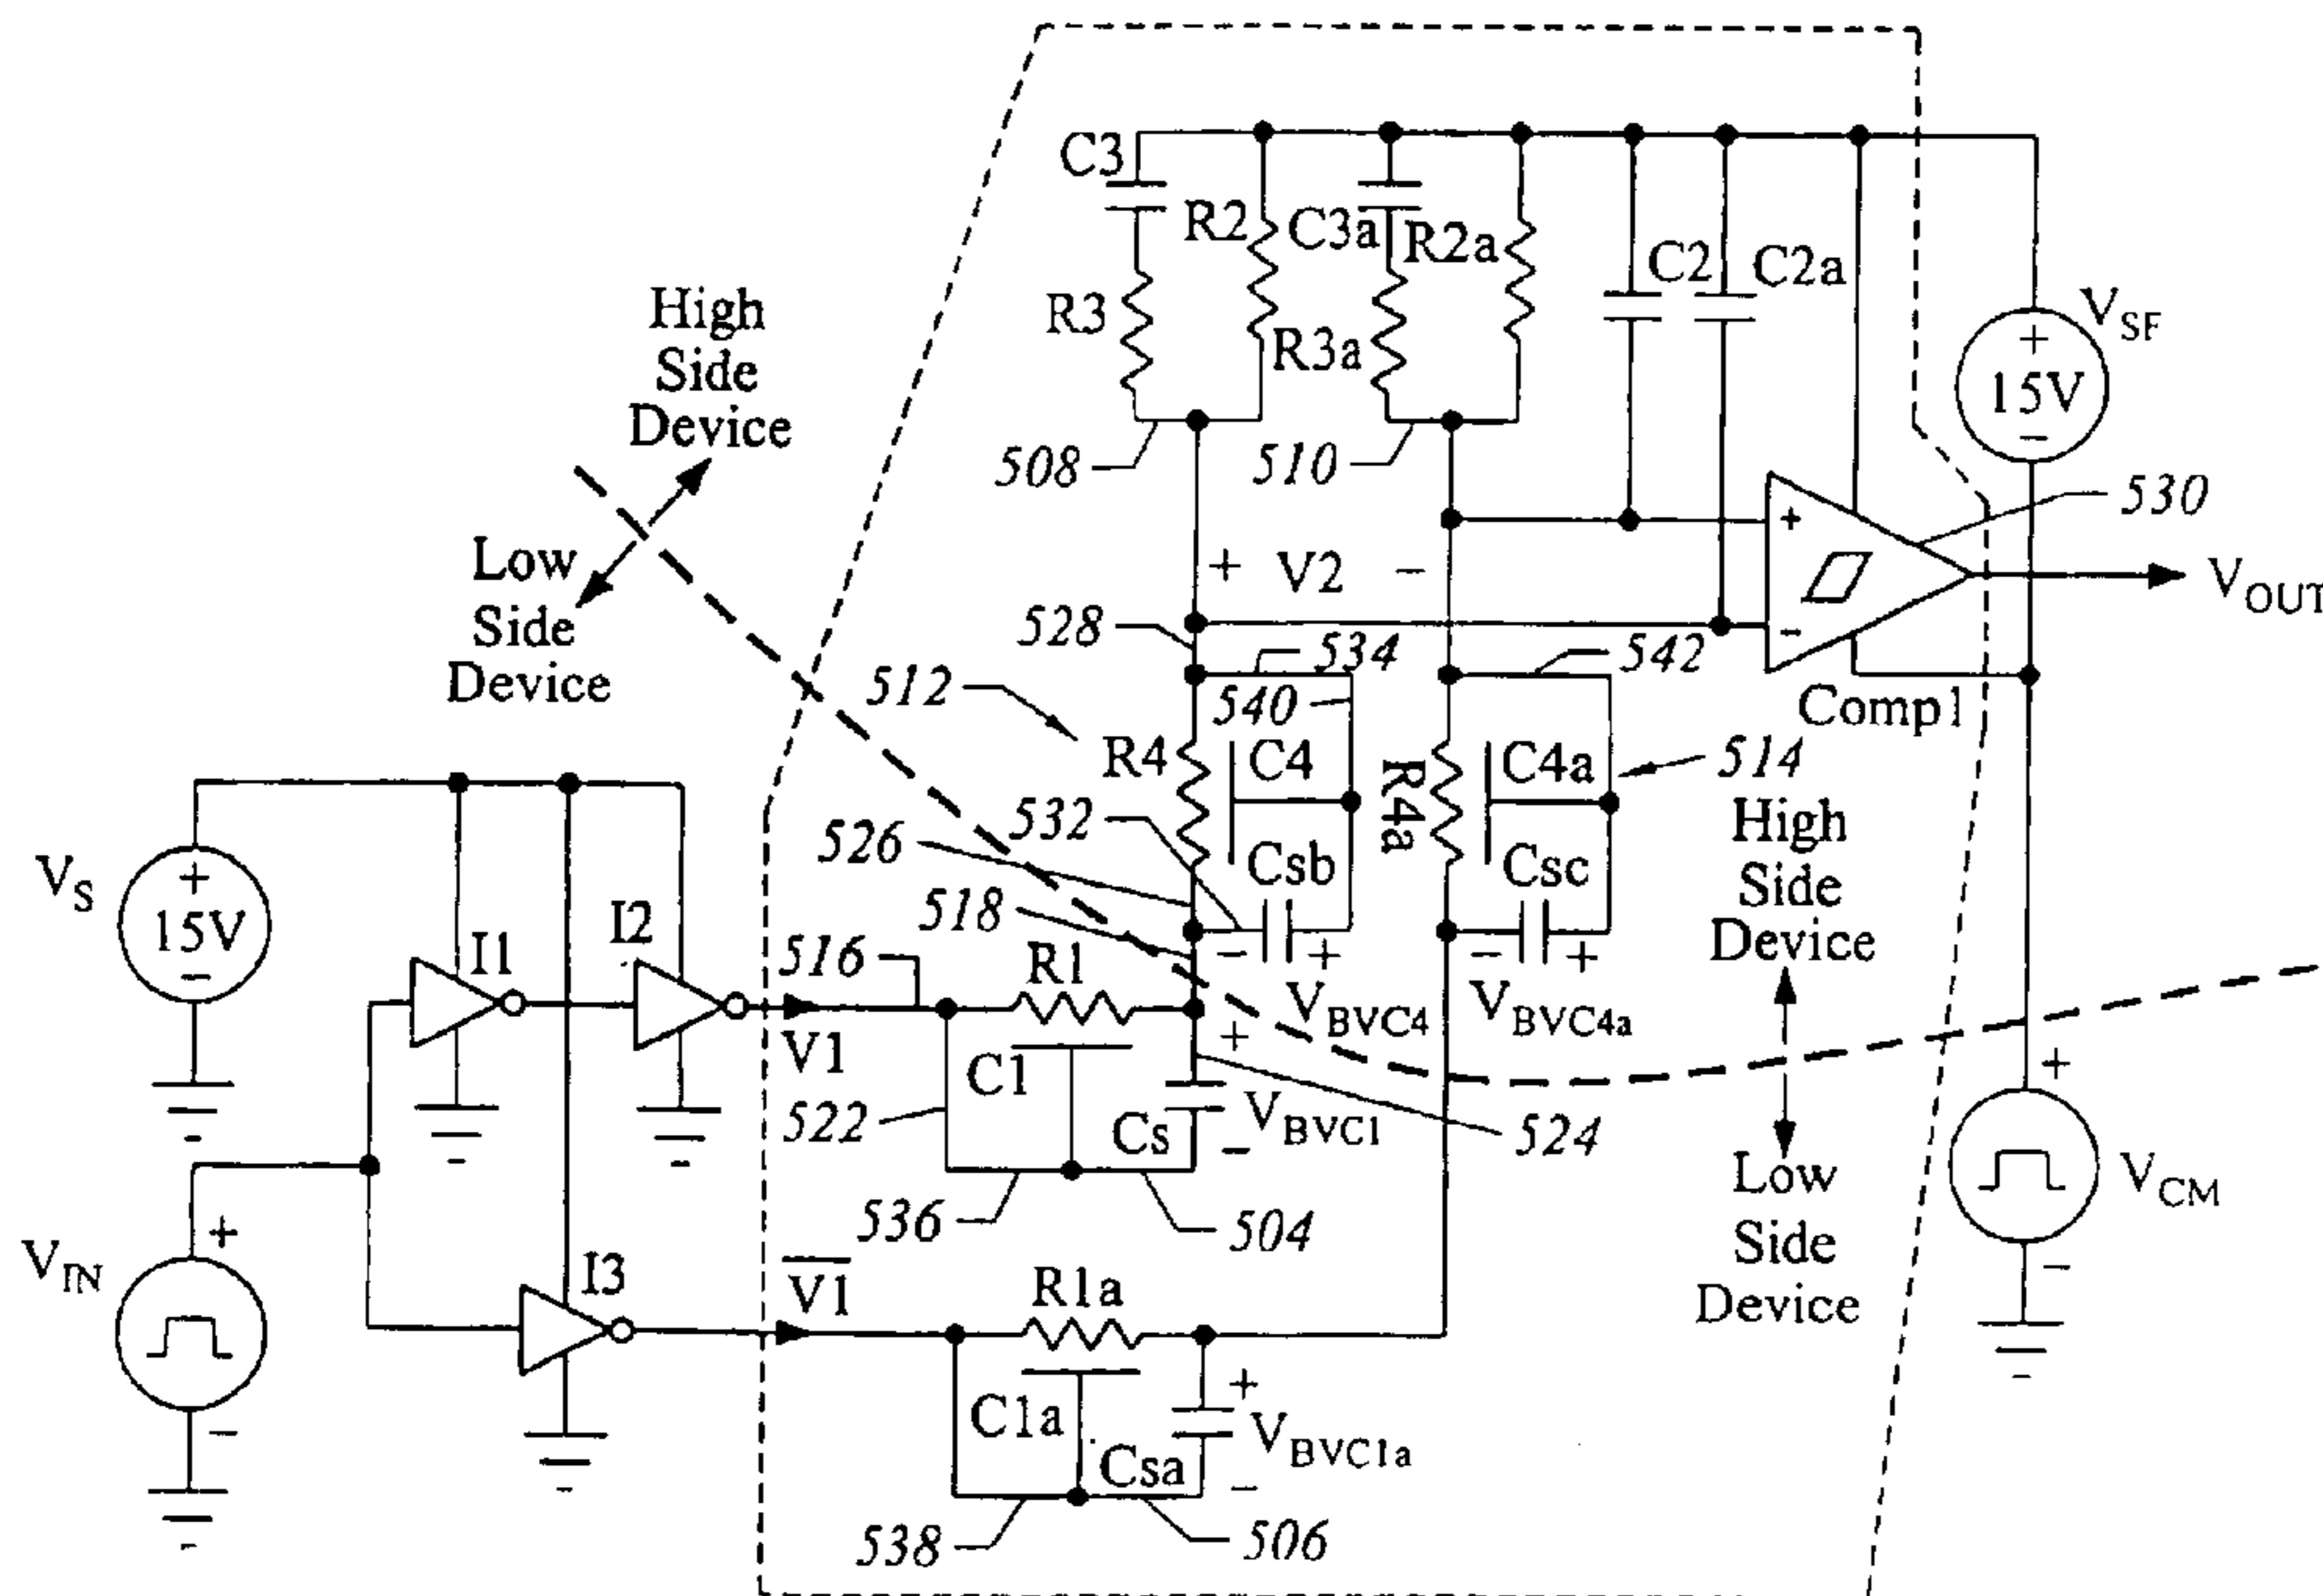 C3
R2
C3a
R2a
C2
C2a
R3
R3a
V_SF
+
15V
−
High
Side
Device
508
510
530
Low
Side
Device
+ V2 −
+
−
V_OUT
528
534
542
512
540
Comp1
R4
C4
R4a
C4a
514
High
Side
Device
532
526
Csb
Csc
518
V_S
+
15V
−
I1
I2
516
R1
− +
− +
V_BVC4
V_BVC4a
V1
C1
+
522
Cs
V_BVC1
−
524
Low
Side
Device
+
V_CM
−
536
504
V_IN
+
−
I3
V1
R1a
C1a
+
Csa
V_BVC1a
−
538
506